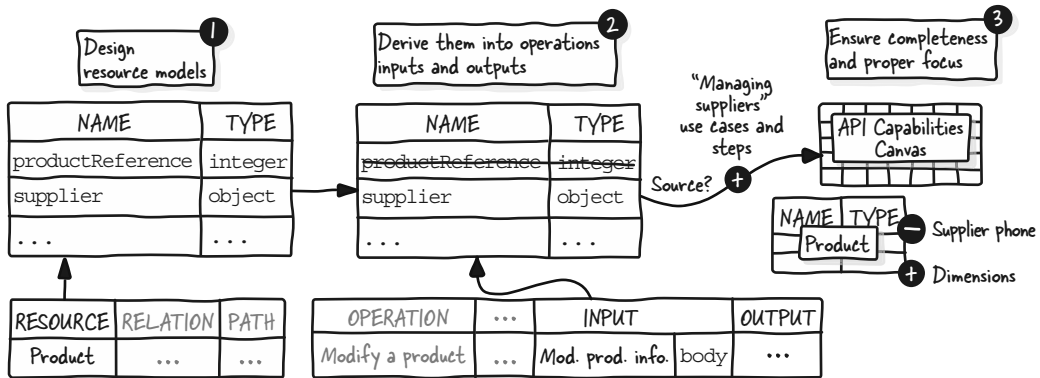 1
Design
resource models
NAME TYPE
productReference integer
supplier object
... ...
RESOURCE RELATION PATH
Product ... ...
2
Derive them into operations
inputs and outputs
NAME TYPE
productReference integer
supplier object
... ...
OPERATION ... INPUT OUTPUT
Modify a product ... Mod. prod. info. body ...
"Managing
suppliers"
use cases and
steps
Source? +
3
Ensure completeness
and proper focus
API Capabilities
Canvas
NAME TYPE
Product
− Supplier phone
+ Dimensions